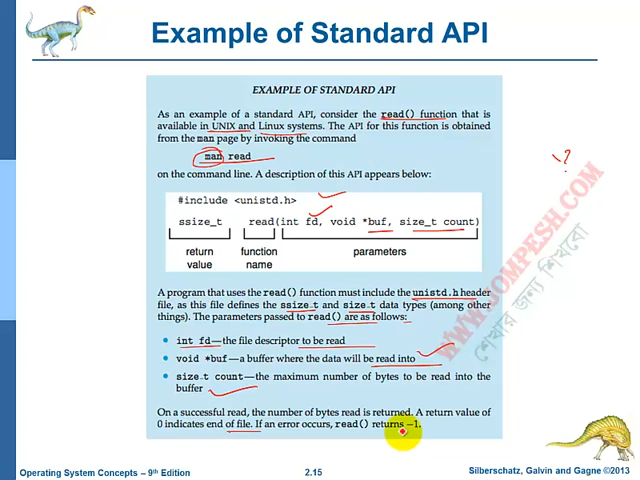 Example of Standard API
EXAMPLE OF STANDARD API
As an example of a standard API, consider the read() function that is
available in UNIX and Linux systems. The API for this function is obtained
from the man page by invoking the command
man read
on the command line. A description of this API appears below:
#include <unistd.h>
ssize_t read(int fd, void *buf, size_t count)
return value
function name
parameters
A program that uses the read() function must include the unistd.h header
file, as this file defines the ssize_t and size_t data types (among other
things). The parameters passed to read() are as follows:
• int fd—the file descriptor to be read
• void *buf—a buffer where the data will be read into
• size_t count—the maximum number of bytes to be read into the
buffer
On a successful read, the number of bytes read is returned. A return value of
0 indicates end of file. If an error occurs, read() returns −1.
WWW.SOMPESH.COM
শেখার জন্য এসো শিখবো
Operating System Concepts – 9th Edition
2.15
Silberschatz, Galvin and Gagne ©2013